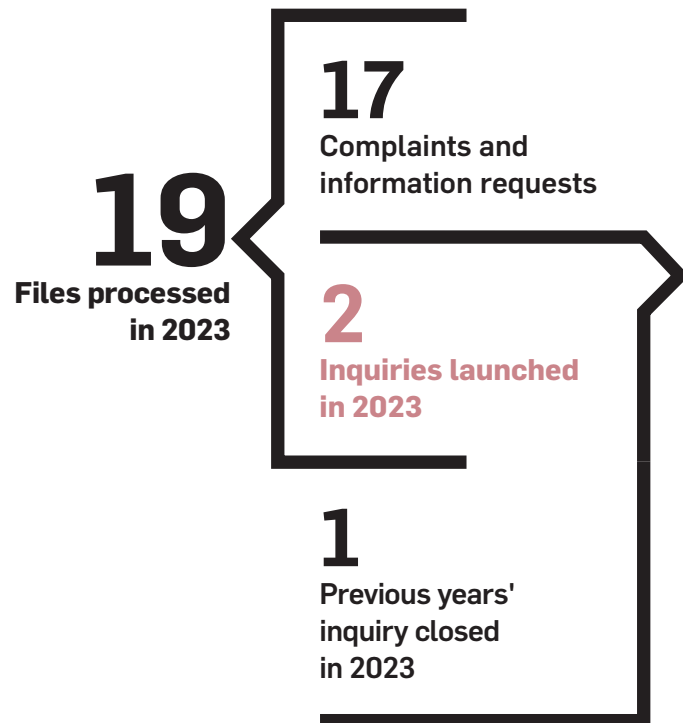 19
Files processed
in 2023
17
Complaints and
information requests
2
Inquiries launched
in 2023
1
Previous years'
inquiry closed
in 2023